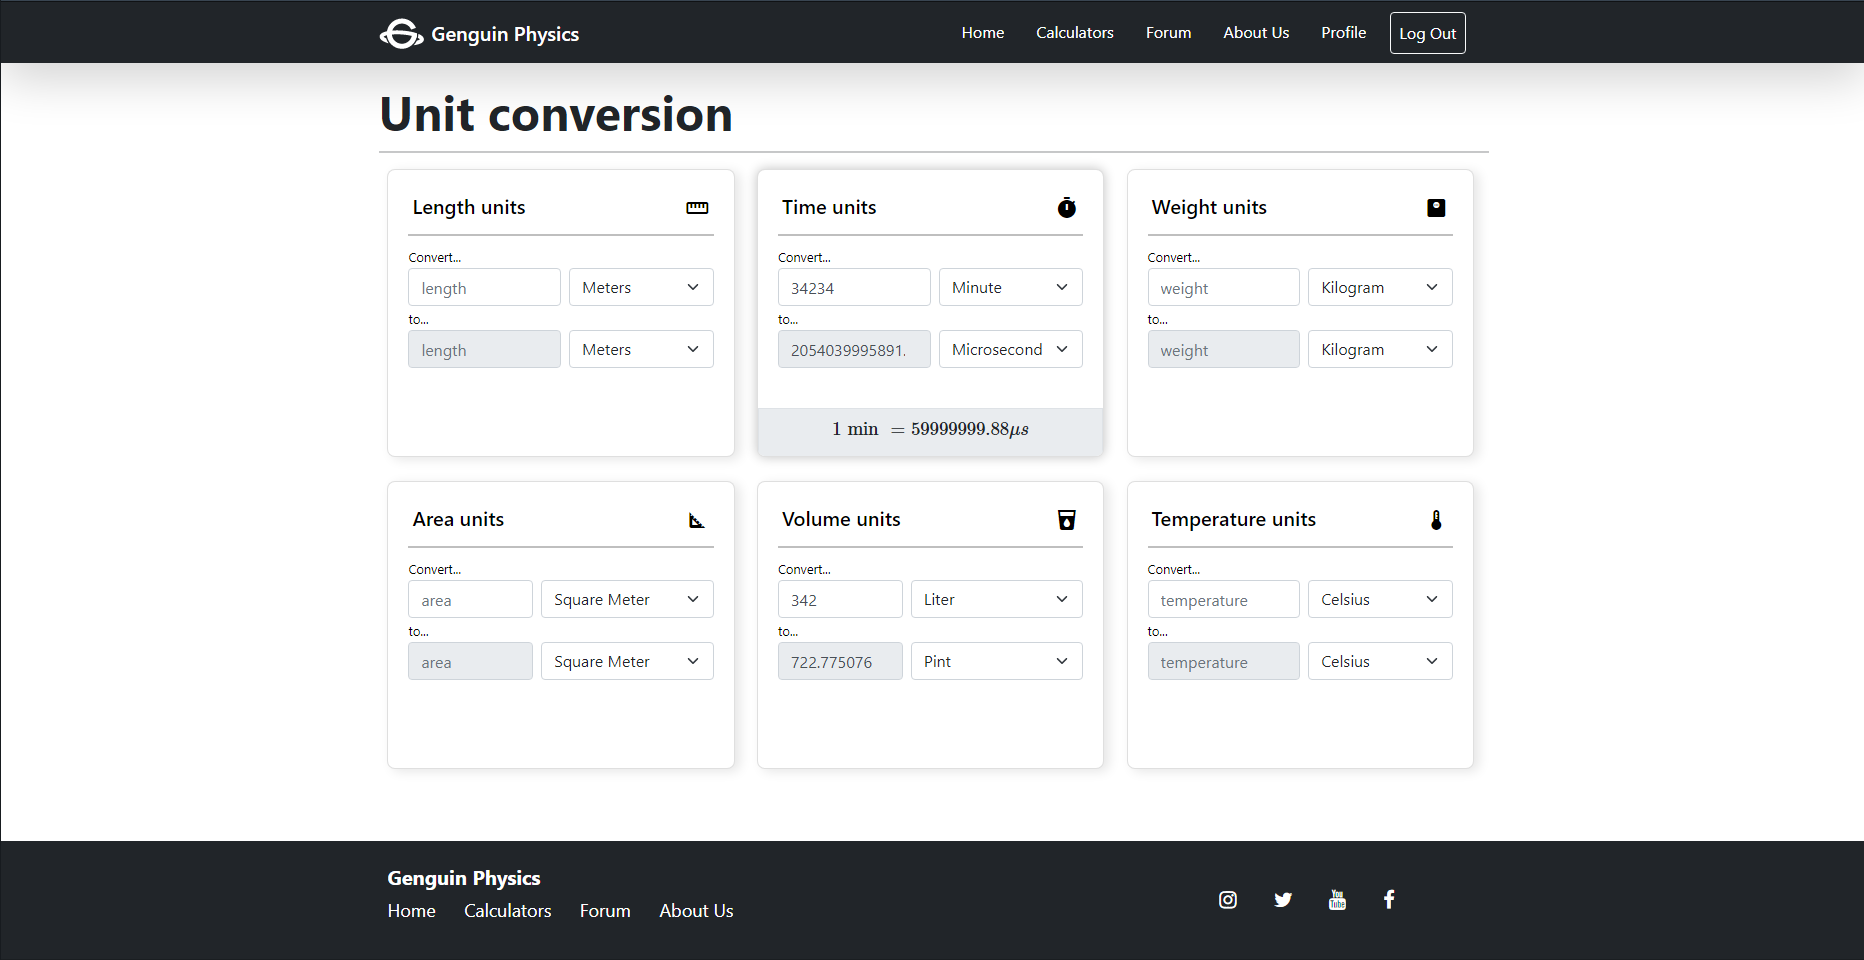 Genguin Physics
Home Calculators Forum About Us Profile Log Out
Unit conversion
Length units
Convert...
length Meters
to...
length Meters
Time units
Convert...
34234 Minute
to...
2054039995891. Microsecond
1 min = 59999999.88μs
Weight units
Convert...
weight Kilogram
to...
weight Kilogram
Area units
Convert...
area Square Meter
to...
area Square Meter
Volume units
Convert...
342 Liter
to...
722.775076 Pint
Temperature units
Convert...
temperature Celsius
to...
temperature Celsius
Genguin Physics
Home Calculators Forum About Us
You
Tube